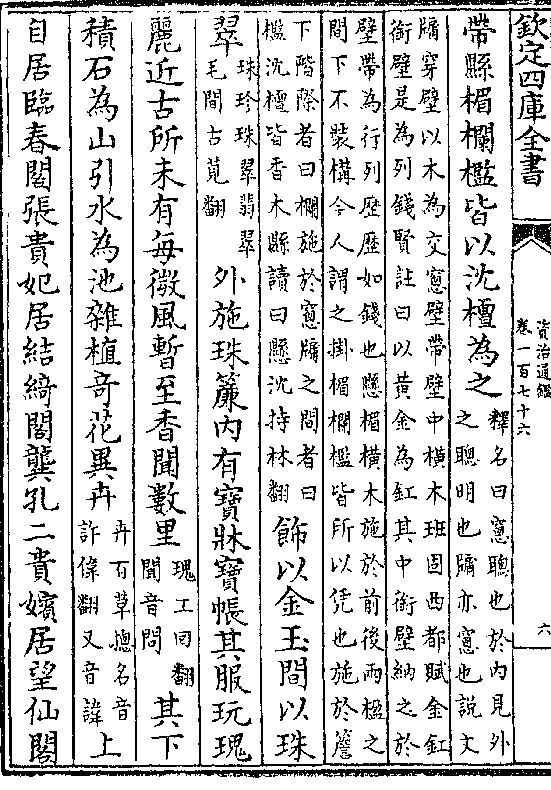 欽定四庫全書
資治通鑑
卷一百七十六
六
帶縣楣欄檻皆以沈檀為之
釋名曰窻聰也於內見外
之聰明也牖亦窻也說文
牖穿壁以木為交窻壁帶壁中横木班固西都賦金釭
銜璧是為列錢賢註曰以黄金為釭其中銜璧納之於
壁帶為行列歴歴如錢也懸楣横木施於前後兩楹之
間下不裝構今人謂之掛楣欄檻皆所以凭也施於簷
下階際者曰欄施於窻牖之間者曰
檻沈檀皆香木縣讀曰懸沈持林翻
飾以金玉間以珠
翠
珠珍珠翠翡翠
毛間古莧翻
外施珠簾内有寶牀寶帳其服玩瑰
麗近古所未有每微風暫至香聞數里
瑰工回翻
聞音問
其下
積石為山引水為池雜植奇花異卉
卉百草總名音
許偉翻又音諱
上
自居臨春閣張貴妃居結綺閣龔孔二貴嬪居望仙閣